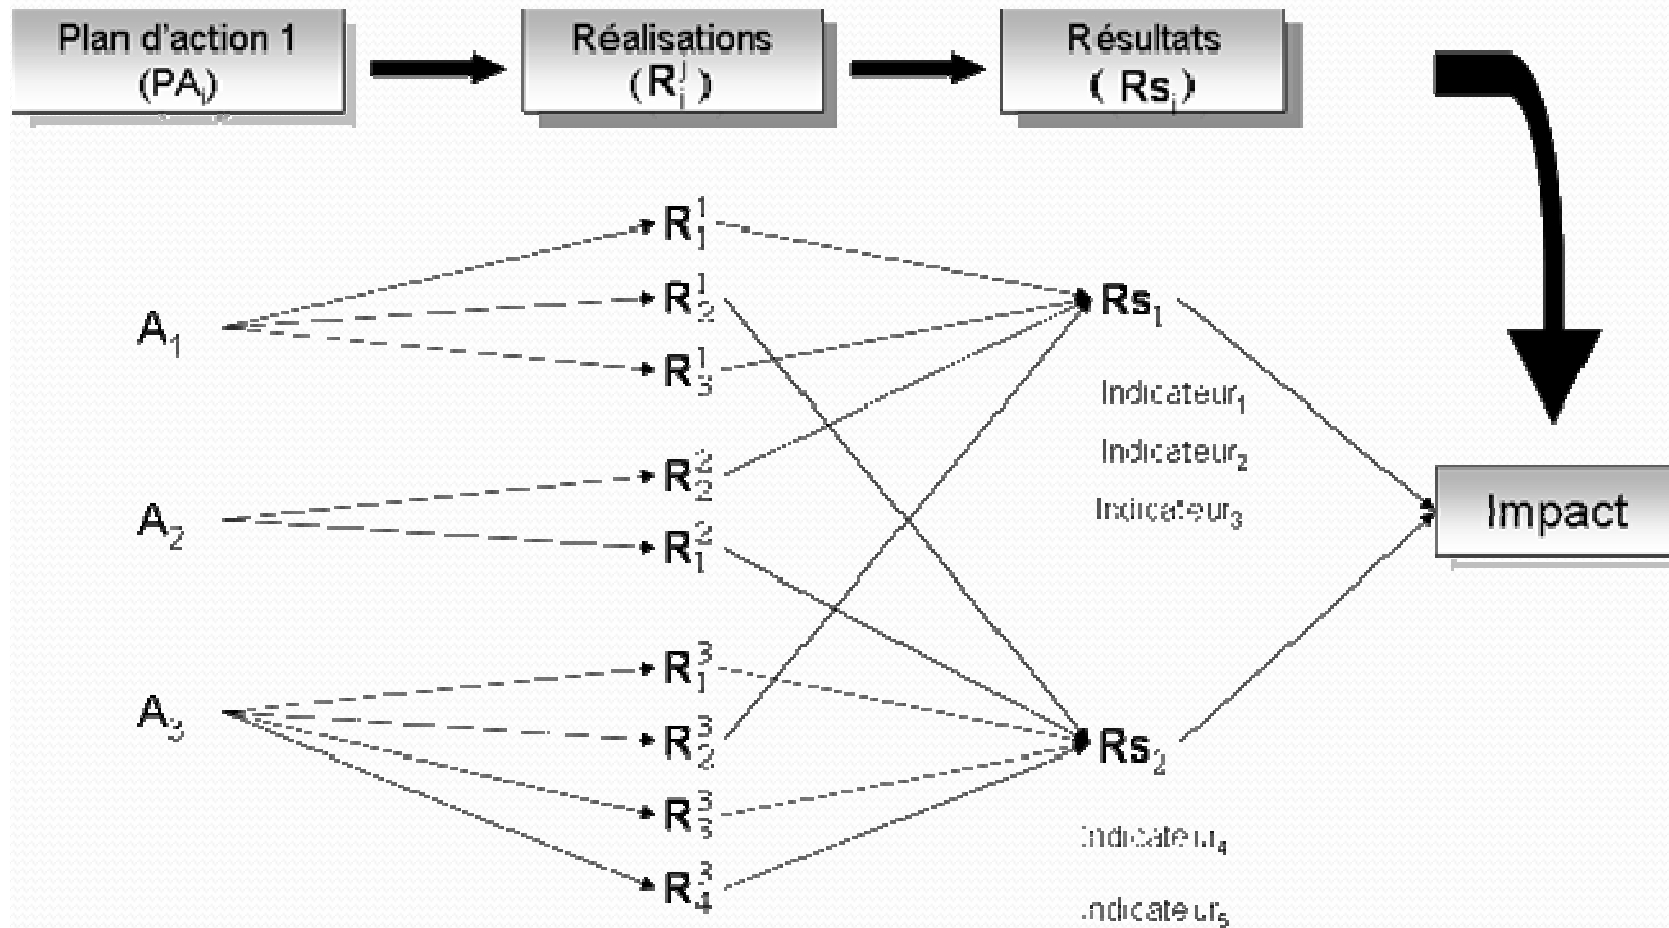 Plan d'action 1
(PAᵢ)
Réalisations
(Rᵢʲ)
Résultats
(Rsᵢ)
R₁¹
R₂¹
A₁
Rs₁
R₃¹
Indicateur₁
Indicateur₂
R₂²
Indicateur₃
Impact
A₂
R₁²
R₁³
A₃
R₂³
Rs₂
R₃³
Indicateur₄
R₄³
Indicateur₅